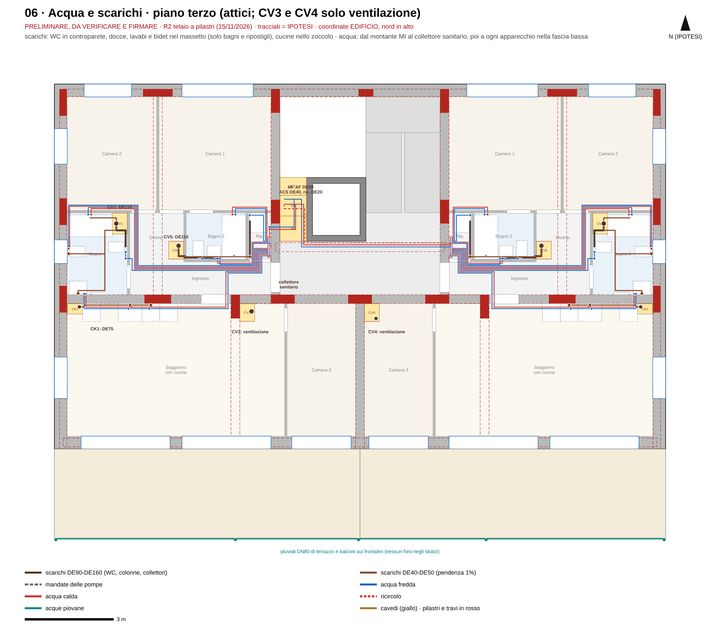 06 · Acqua e scarichi · piano terzo (attici; CV3 e CV4 solo ventilazione)
PRELIMINARE, DA VERIFICARE E FIRMARE · R2 telaio a pilastri (15/11/2026) · tracciati = IPOTESI · coordinate EDIFICIO, nord in alto
scarichi: WC in controparete, docce, lavabi e bidet nel massetto (solo bagni e ripostigli), cucine nello zoccolo · acqua: dal montante MI al collettore sanitario, poi a ogni apparecchio nella fascia bassa
N (IPOTESI)
Camera 2
Camera 1
Camera 1
Camera 2
ACS DE40, ric. DE20
CV5: DE110
Bagno 2
Rip.
Rip.
Bagno 2
Ingresso
Ingresso
collettore
sanitario
CK1: DE75
CV3: ventilazione
CV4: ventilazione
Soggiorno
con cucina
Camera 3
Camera 3
Soggiorno
con cucina
pluviali DN80 di terrazzo e balconi sui frontalini (nessun foro negli sbalzi)
scarichi DE90-DE160 (WC, colonne, collettori)
scarichi DE40-DE50 (pendenza 1%)
mandate delle pompe
acqua fredda
acqua calda
ricircolo
acque piovane
cavedi (giallo) · pilastri e travi in rosso
3 m